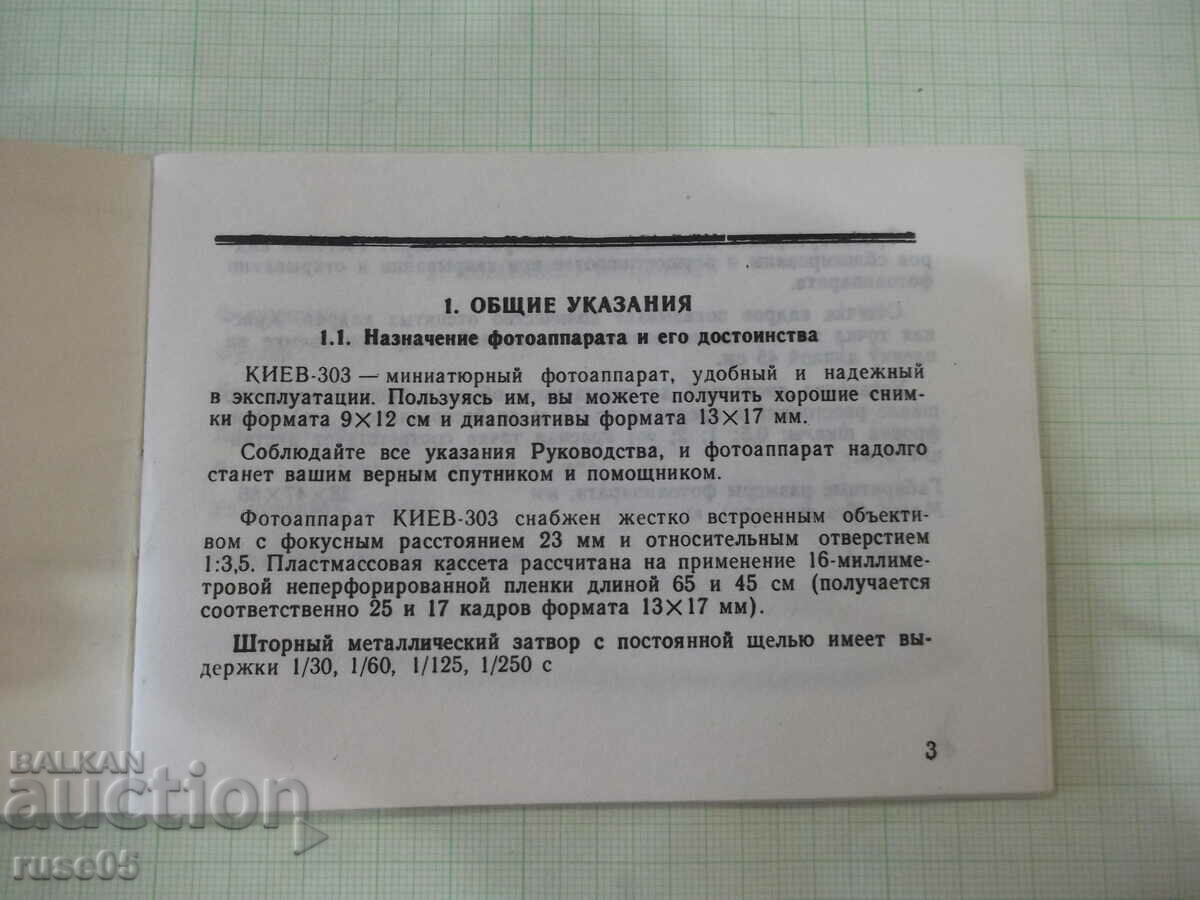 1. ОБЩИЕ УКАЗАНИЯ
1.1. Назначение фотоаппарата и его достоинства
КИЕВ-303 — миниатюрный фотоаппарат, удобный и надежный
в эксплуатации. Пользуясь им, вы можете получить хорошие сним-
ки формата 9×12 см и диапозитивы формата 13×17 мм.
Соблюдайте все указания Руководства, и фотоаппарат надолго
станет вашим верным спутником и помощником.
Фотоаппарат КИЕВ-303 снабжен жестко встроенным объекти-
вом с фокусным расстоянием 23 мм и относительным отверстием
1:3,5. Пластмассовая кассета рассчитана на применение 16-миллиме-
тровой неперфорированной пленки длиной 65 и 45 см (получается
соответственно 25 и 17 кадров формата 13×17 мм).
Шторный металлический затвор с постоянной щелью имеет вы-
держки 1/30, 1/60, 1/125, 1/250 с
3
BALKAN
auction
ruse05